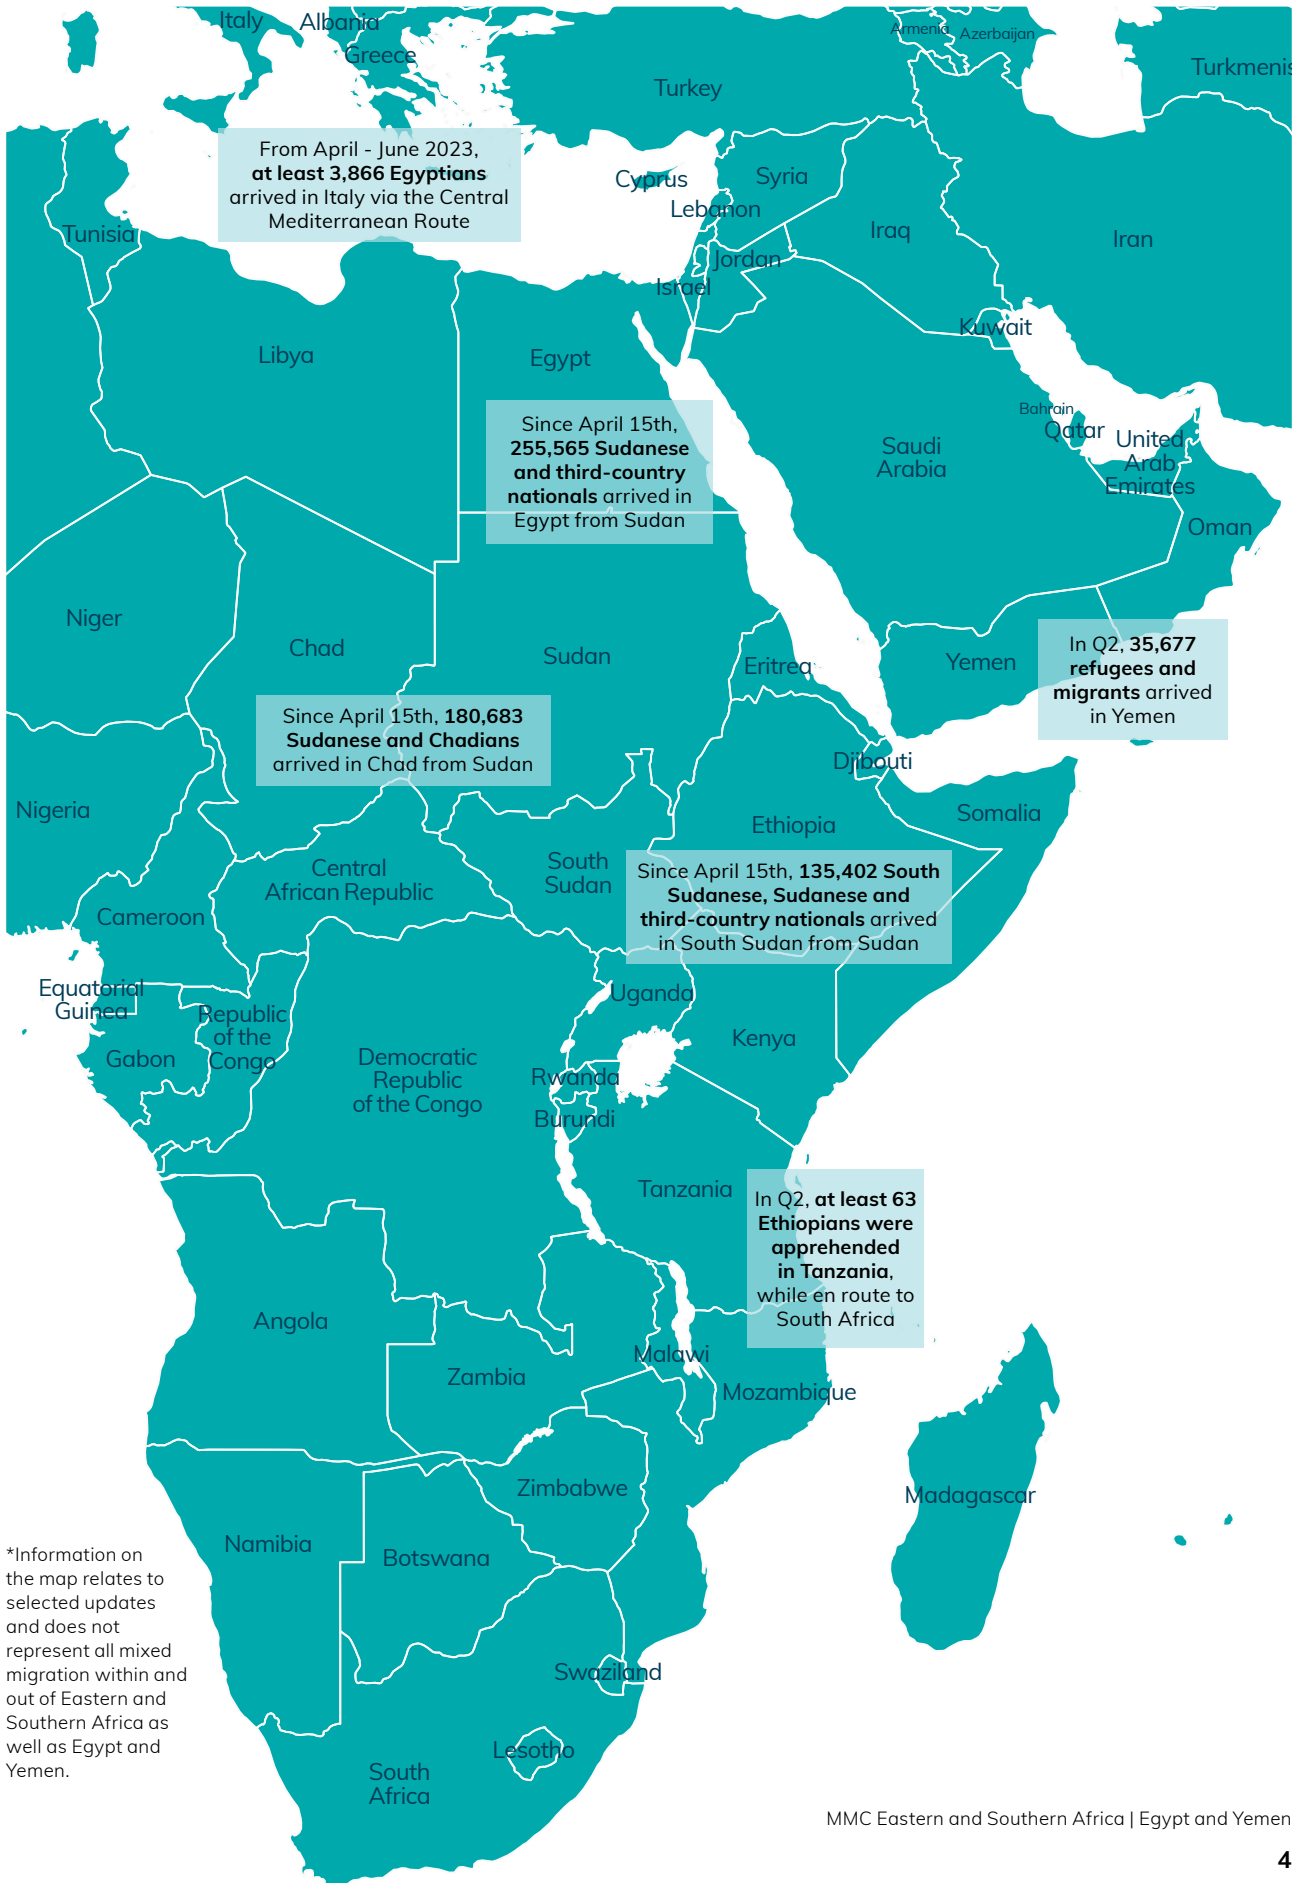 Italy
Albania
Greece
Armenia
Azerbaijan
Turkmenis
Turkey
From April - June 2023,
at least 3,866 Egyptians
arrived in Italy via the Central
Mediterranean Route
Cyprus
Syria
Lebanon
Tunisia
Iraq
Iran
Jordan
Israel
Kuwait
Libya
Egypt
Bahrain
Qatar
United
Arab
Emirates
Saudi
Arabia
Since April 15th,
255,565 Sudanese
and third-country
nationals arrived in
Egypt from Sudan
Oman
Niger
Chad
Sudan
Eritrea
Yemen
In Q2, 35,677
refugees and
migrants arrived
in Yemen
Since April 15th, 180,683
Sudanese and Chadians
arrived in Chad from Sudan
Djibouti
Nigeria
Ethiopia
Somalia
Central
African Republic
South
Sudan
Since April 15th, 135,402 South
Sudanese, Sudanese and
third-country nationals arrived
in South Sudan from Sudan
Cameroon
Equatorial
Guinea
Republic
of the
Congo
Uganda
Gabon
Kenya
Democratic
Republic
of the Congo
Rwanda
Burundi
Tanzania
In Q2, at least 63
Ethiopians were
apprehended
in Tanzania,
while en route to
South Africa
Angola
Malawi
Zambia
Mozambique
Zimbabwe
Madagascar
Namibia
Botswana
*Information on
the map relates to
selected updates
and does not
represent all mixed
migration within and
out of Eastern and
Southern Africa as
well as Egypt and
Yemen.
Swaziland
Lesotho
South
Africa
MMC Eastern and Southern Africa | Egypt and Yemen
4